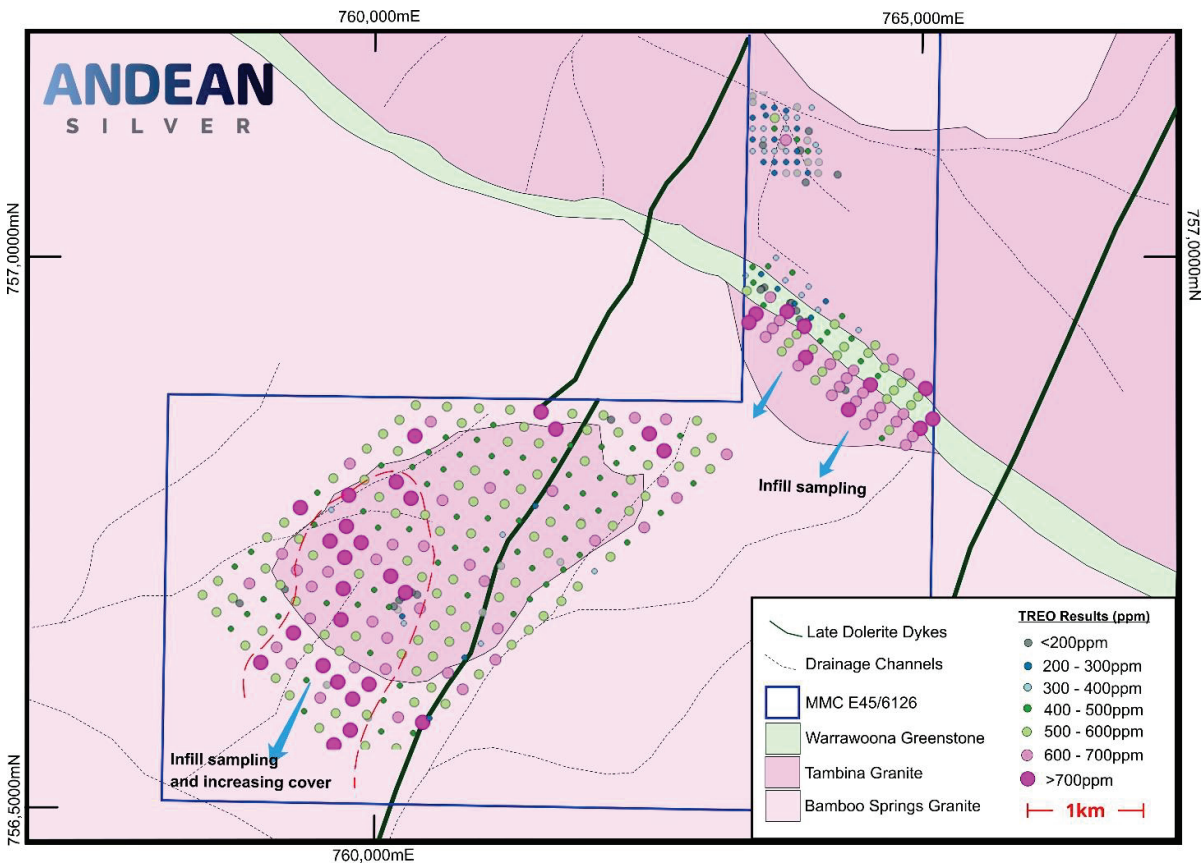 760,000mE
765,000mE
ANDEAN
SILVER
757,0000mN
757,0000mN
Infill sampling
Infill sampling
and increasing cover
756,5000mN
760,000mE
Late Dolerite Dykes
Drainage Channels
MMC E45/6126
Warrawoona Greenstone
Tambina Granite
Bamboo Springs Granite
TREO Results (ppm)
<200ppm
200 - 300ppm
300 - 400ppm
400 - 500ppm
500 - 600ppm
600 - 700ppm
>700ppm
1km